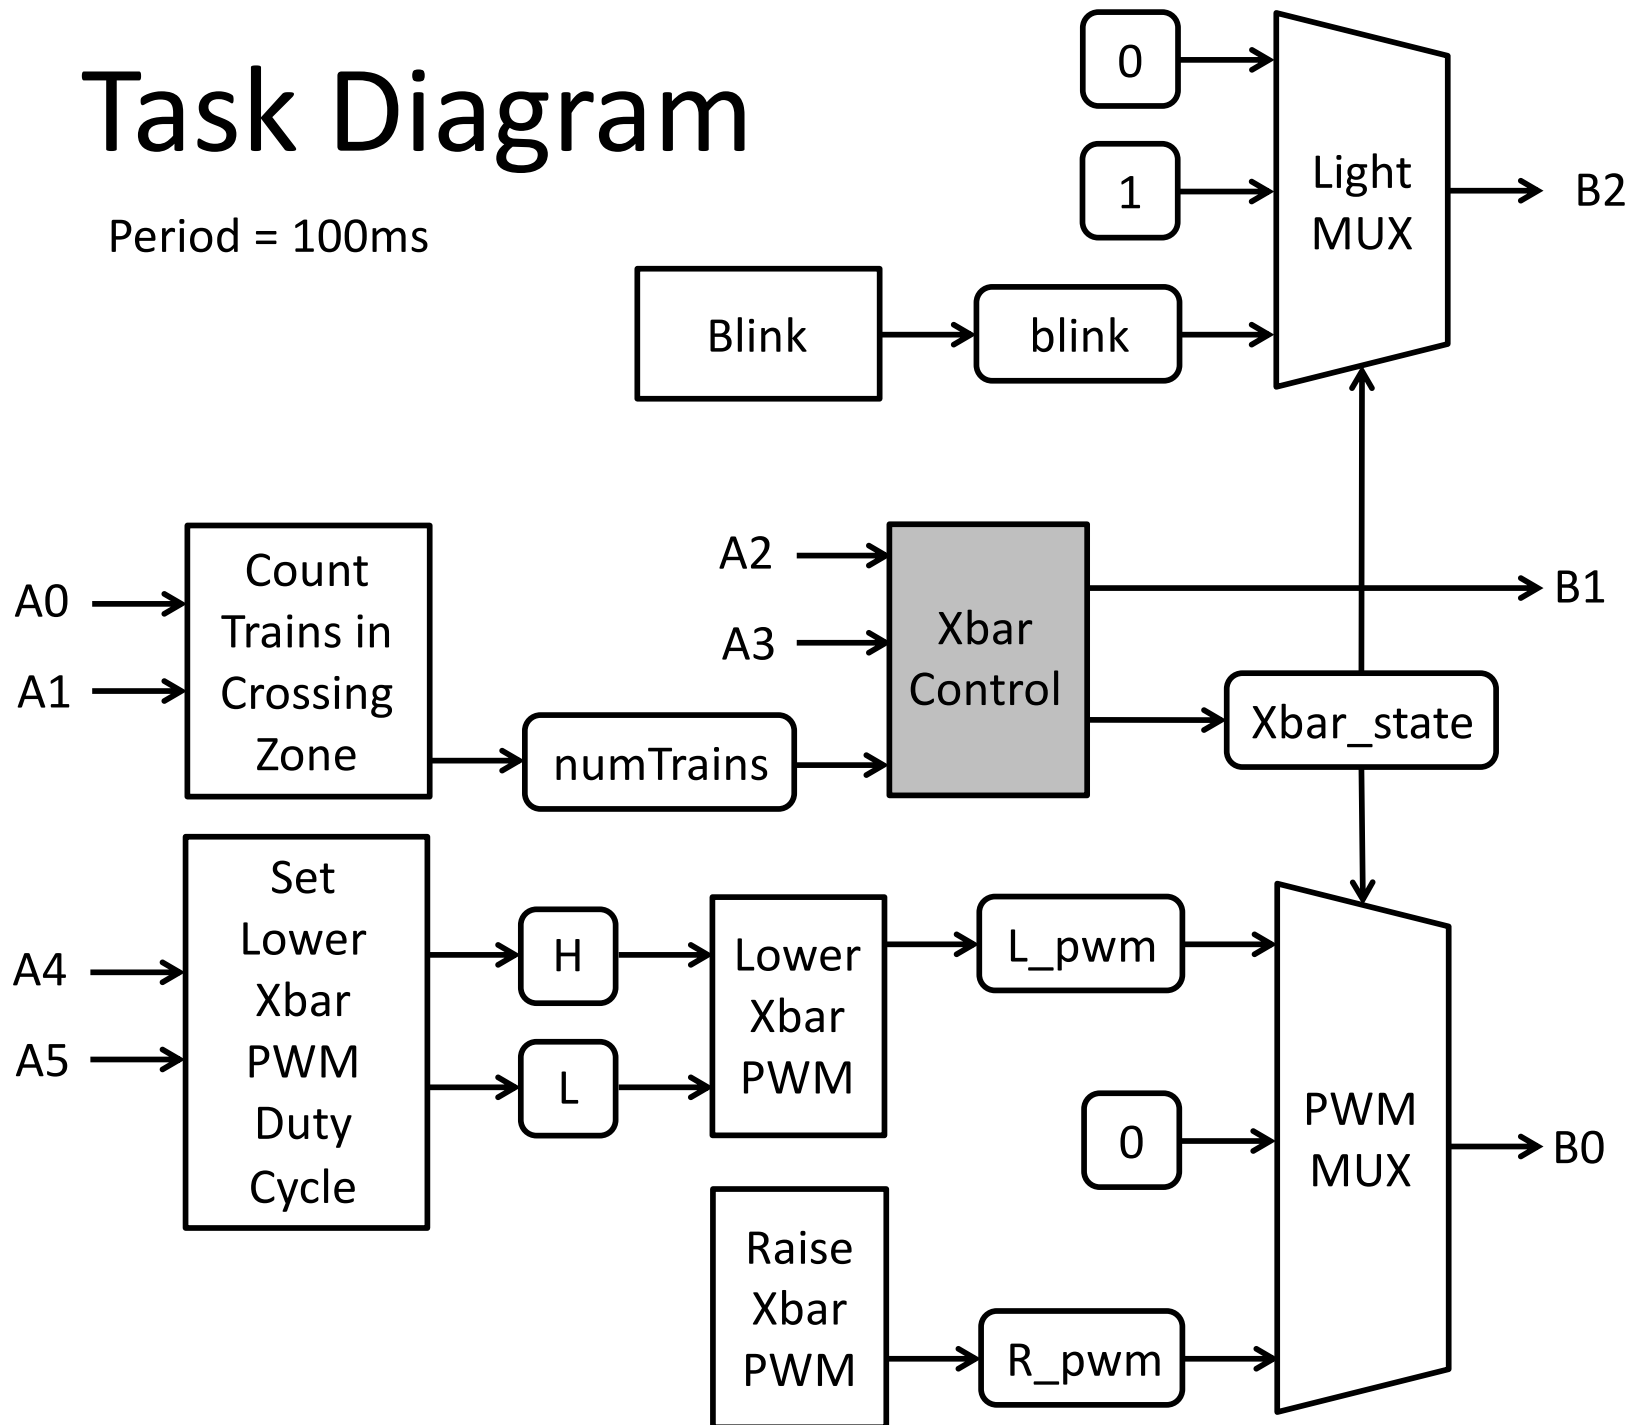 Task Diagram
Period = 100ms
0
1
Light
MUX
B2
Blink
blink
A0
A1
Count
Trains in
Crossing
Zone
numTrains
A2
A3
Xbar
Control
B1
Xbar_state
A4
A5
Set
Lower
Xbar
PWM
Duty
Cycle
H
L
Lower
Xbar
PWM
L_pwm
0
PWM
MUX
B0
Raise
Xbar
PWM
R_pwm